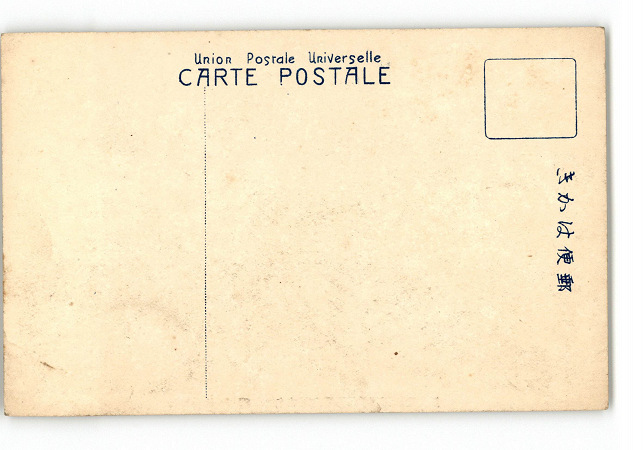 Union Postale Universelle
CARTE POSTALE
きかは便郵